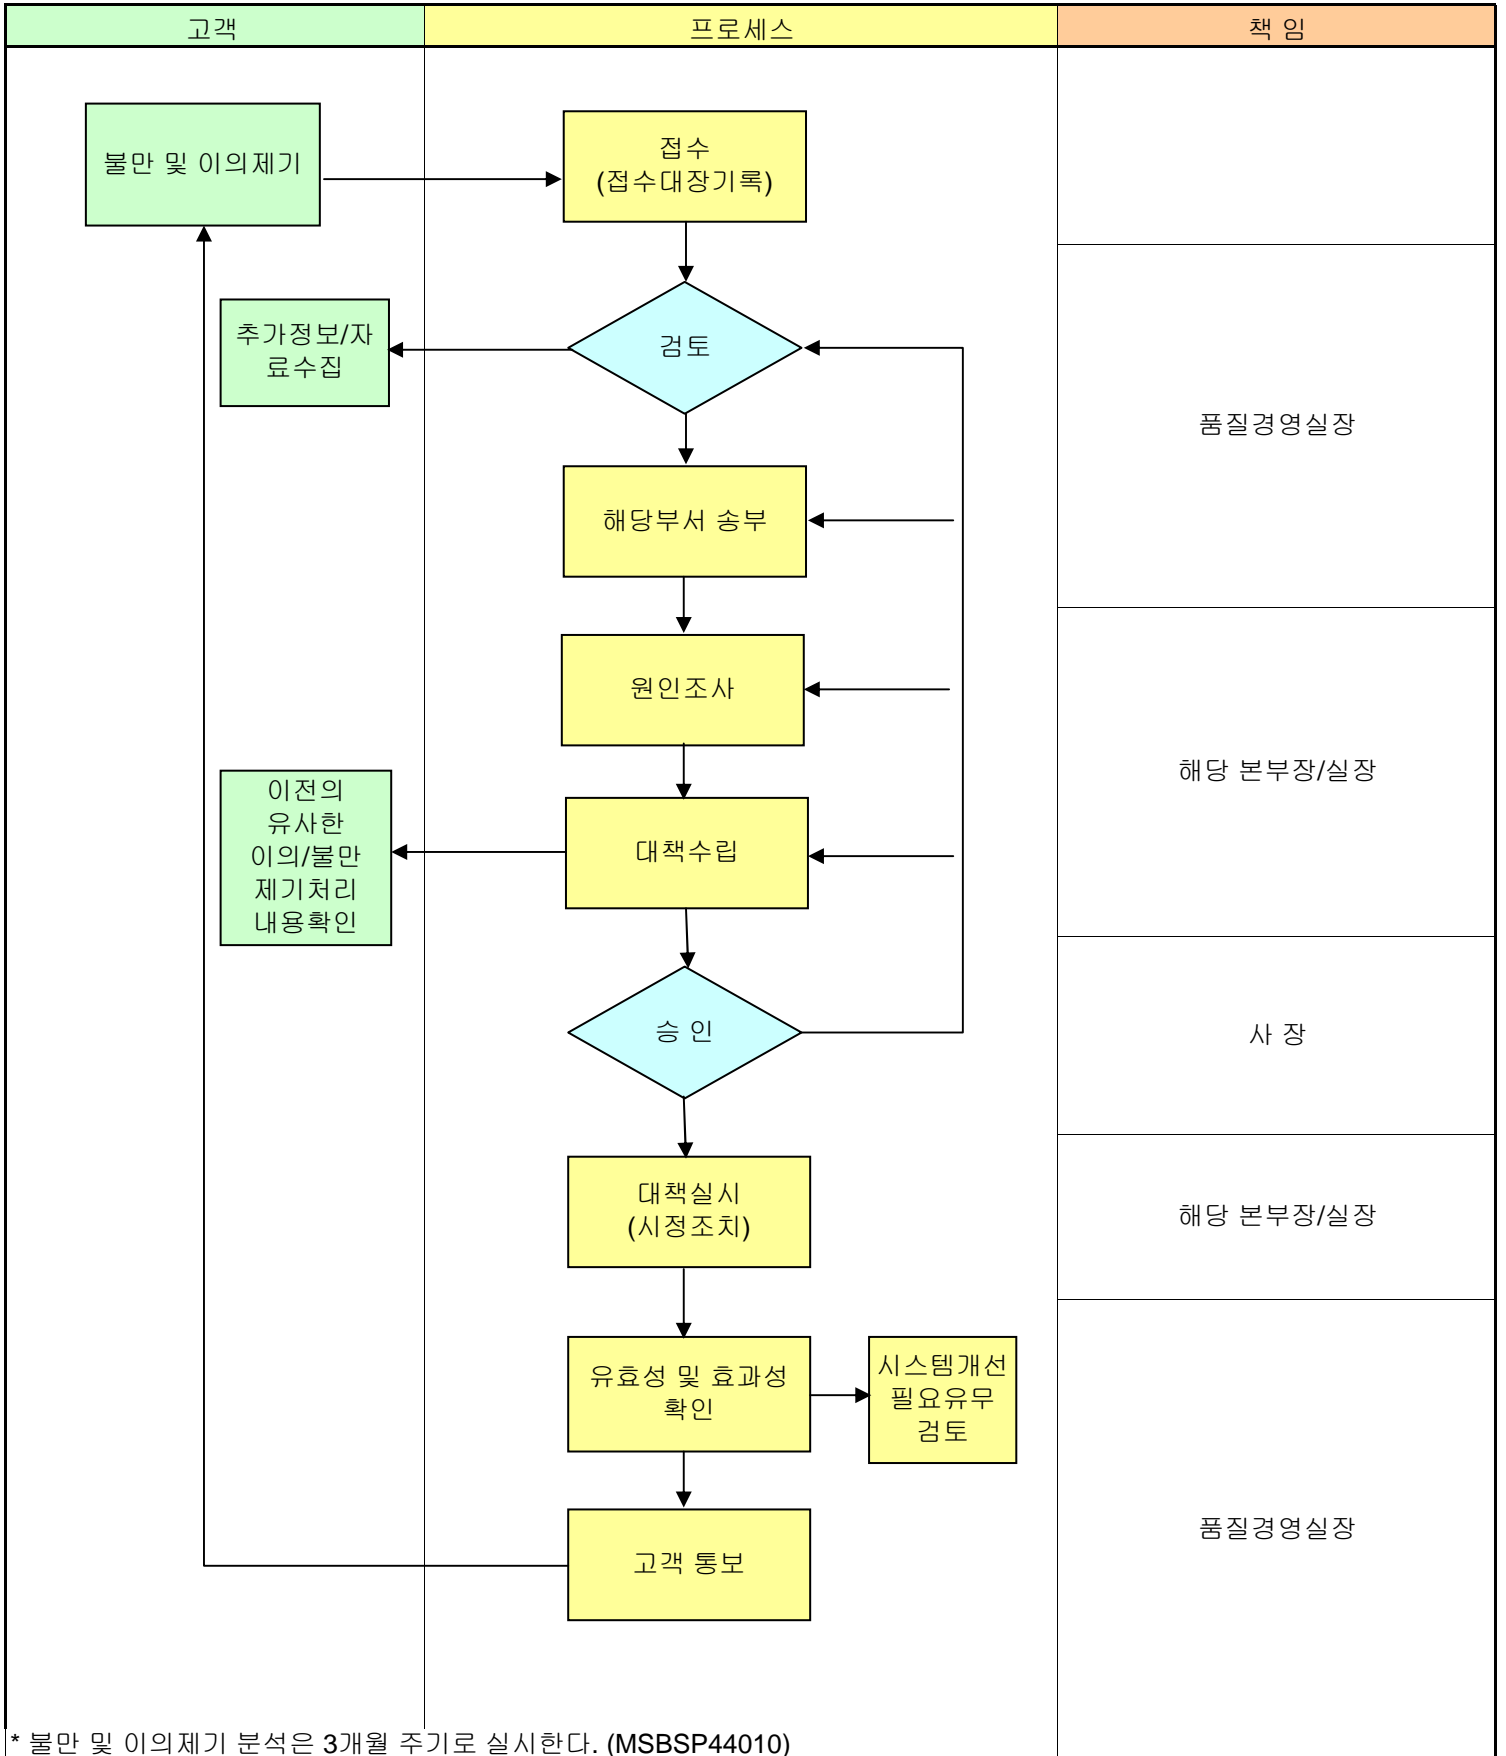 고객
프로세스
책 임
불만 및 이의제기
접수
(접수대장기록)
추가정보/자
료수집
검토
품질경영실장
해당부서 송부
원인조사
해당 본부장/실장
이전의
유사한
이의/불만
제기처리
내용확인
대책수립
승 인
사 장
대책실시
(시정조치)
해당 본부장/실장
유효성 및 효과성
확인
시스템개선
필요유무
검토
품질경영실장
고객 통보
* 불만 및 이의제기 분석은 3개월 주기로 실시한다. (MSBSP44010)